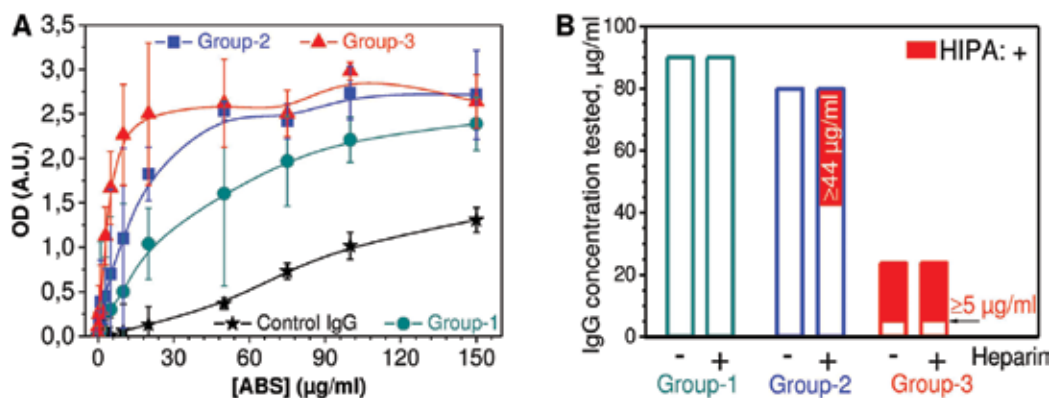 A
3,5
3,0
2,5
2,0
1,5
1,0
0,5
0,0
OD (A.U.)
Group-2
Group-3
Control IgG
Group-1
0
30
60
90
120
150
[ABS] (µg/ml)
B
100
80
60
40
20
0
IgG concentration tested, µg/ml
HIPA: +
≥44 µg/ml
≥5 µg/ml
- + - + - + Heparin
Group-1 Group-2 Group-3